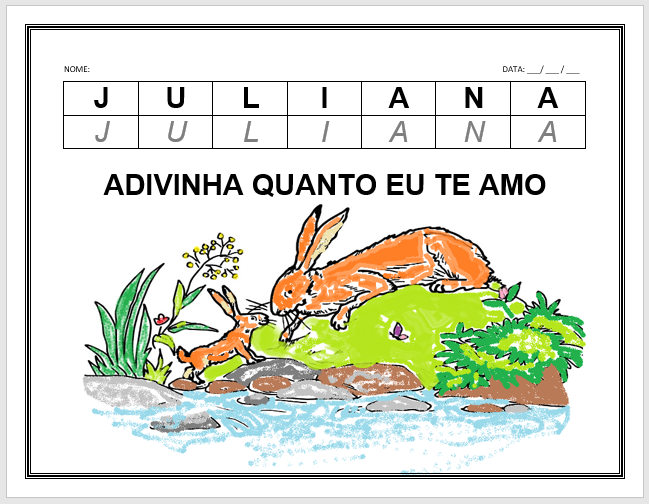 NOME: DATA: ___/ ___ / ___
J U L I A N A
J U L I A N A
ADIVINHA QUANTO EU TE AMO